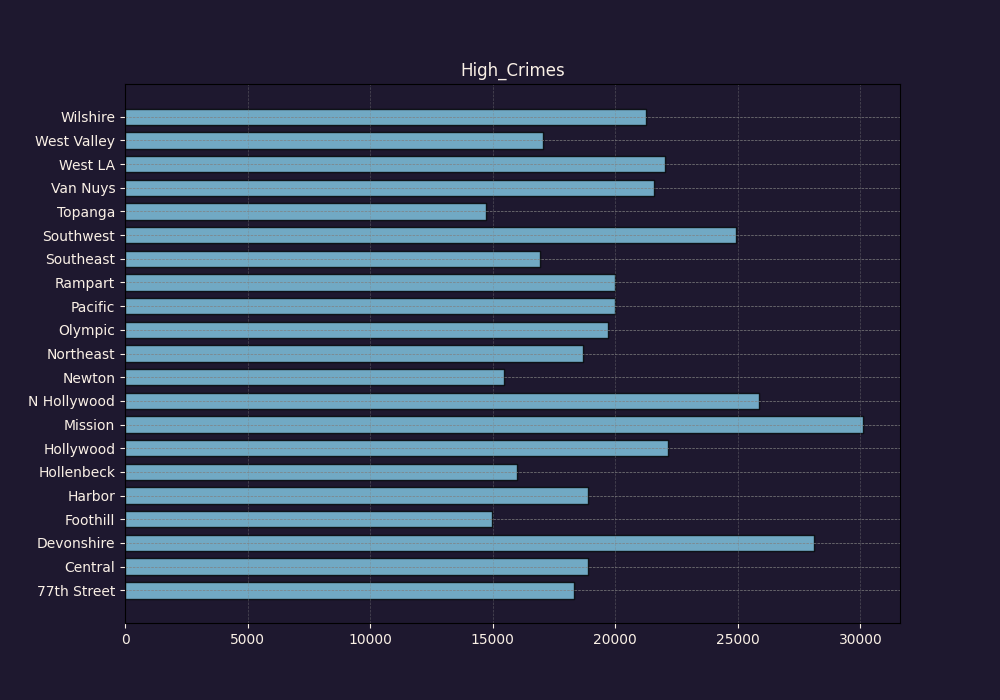 High_Crimes
Wilshire
West Valley
West LA
Van Nuys
Topanga
Southwest
Southeast
Rampart
Pacific
Olympic
Northeast
Newton
N Hollywood
Mission
Hollywood
Hollenbeck
Harbor
Foothill
Devonshire
Central
77th Street
0 5000 10000 15000 20000 25000 30000